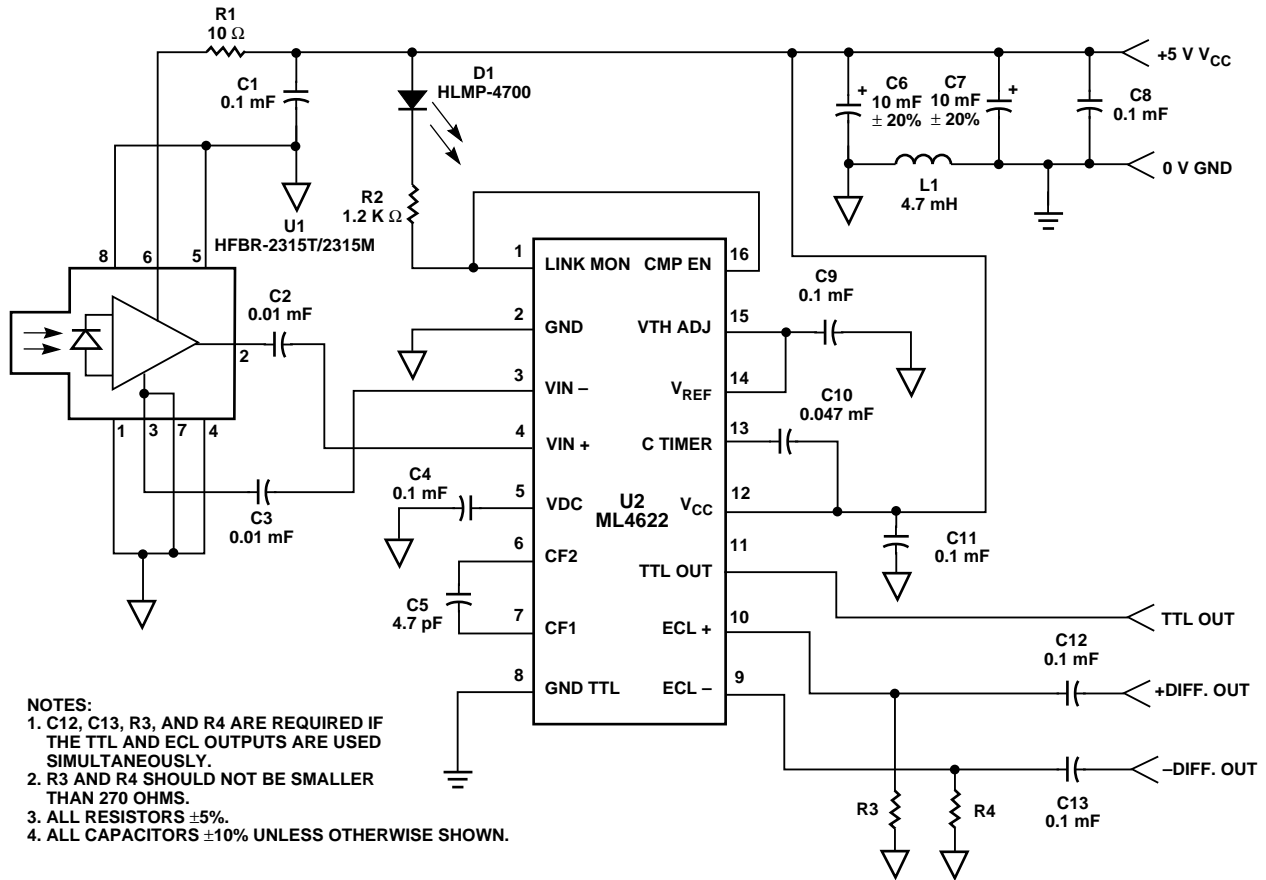 R1
10 Ω
C1
0.1 mF
D1
HLMP-4700
C6
10 mF
± 20%
C7
10 mF
± 20%
C8
0.1 mF
+5 V VCC
0 V GND
L1
4.7 mH
R2
1.2 K Ω
U1
HFBR-2315T/2315M
8
6
5
2
1
3
7
4
C2
0.01 mF
C3
0.01 mF
C4
0.1 mF
C5
4.7 pF
1
LINK MON
2
GND
3
VIN –
4
VIN +
5
VDC
6
CF2
7
CF1
8
GND TTL
U2
ML4622
CMP EN
16
VTH ADJ
15
VREF
14
C TIMER
13
VCC
12
TTL OUT
11
ECL +
10
ECL –
9
C9
0.1 mF
C10
0.047 mF
C11
0.1 mF
TTL OUT
C12
0.1 mF
+DIFF. OUT
–DIFF. OUT
C13
0.1 mF
R3
R4
NOTES:
1. C12, C13, R3, AND R4 ARE REQUIRED IF
THE TTL AND ECL OUTPUTS ARE USED
SIMULTANEOUSLY.
2. R3 AND R4 SHOULD NOT BE SMALLER
THAN 270 OHMS.
3. ALL RESISTORS ±5%.
4. ALL CAPACITORS ±10% UNLESS OTHERWISE SHOWN.